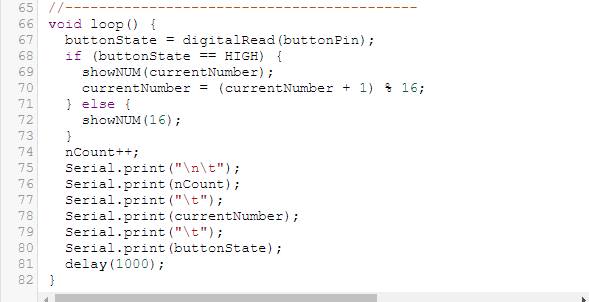 65 //-----------------------------------------
66 void loop() {
67   buttonState = digitalRead(buttonPin);
68   if (buttonState == HIGH) {
69     showNUM(currentNumber);
70     currentNumber = (currentNumber + 1) % 16;
71   } else {
72     showNUM(16);
73   }
74   nCount++;
75   Serial.print("\n\t");
76   Serial.print(nCount);
77   Serial.print("\t");
78   Serial.print(currentNumber);
79   Serial.print("\t");
80   Serial.print(buttonState);
81   delay(1000);
82 }